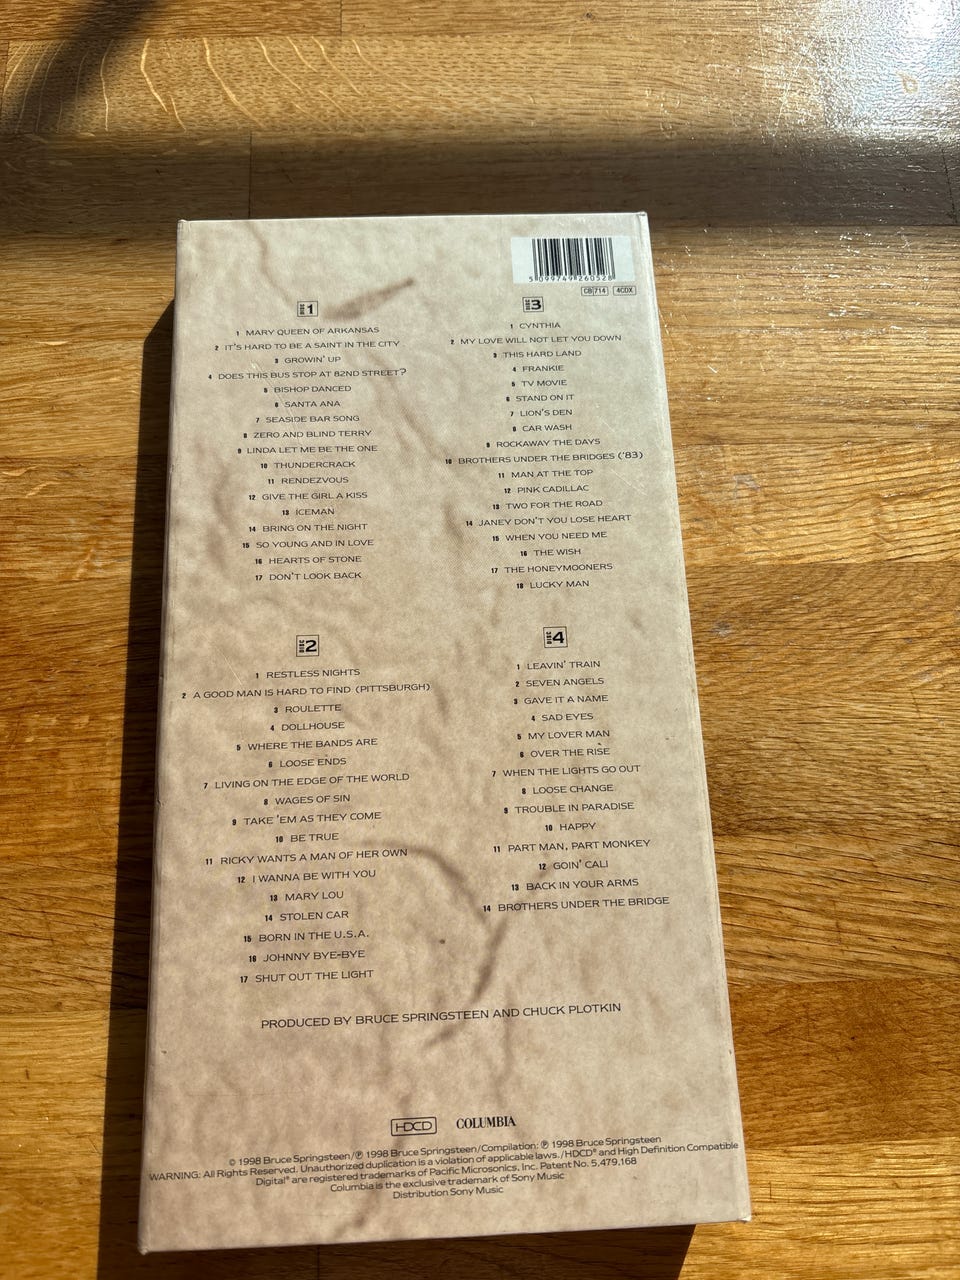 5 099749 260528
CB 714 4CDX
DISC 1
1 MARY QUEEN OF ARKANSAS
2 IT'S HARD TO BE A SAINT IN THE CITY
3 GROWIN' UP
4 DOES THIS BUS STOP AT 82ND STREET?
5 BISHOP DANCED
6 SANTA ANA
7 SEASIDE BAR SONG
8 ZERO AND BLIND TERRY
9 LINDA LET ME BE THE ONE
10 THUNDERCRACK
11 RENDEZVOUS
12 GIVE THE GIRL A KISS
13 ICEMAN
14 BRING ON THE NIGHT
15 SO YOUNG AND IN LOVE
16 HEARTS OF STONE
17 DON'T LOOK BACK
DISC 2
1 RESTLESS NIGHTS
2 A GOOD MAN IS HARD TO FIND (PITTSBURGH)
3 ROULETTE
4 DOLLHOUSE
5 WHERE THE BANDS ARE
6 LOOSE ENDS
7 LIVING ON THE EDGE OF THE WORLD
8 WAGES OF SIN
9 TAKE 'EM AS THEY COME
10 BE TRUE
11 RICKY WANTS A MAN OF HER OWN
12 I WANNA BE WITH YOU
13 MARY LOU
14 STOLEN CAR
15 BORN IN THE U.S.A.
16 JOHNNY BYE-BYE
17 SHUT OUT THE LIGHT
DISC 3
1 CYNTHIA
2 MY LOVE WILL NOT LET YOU DOWN
3 THIS HARD LAND
4 FRANKIE
5 TV MOVIE
6 STAND ON IT
7 LION'S DEN
8 CAR WASH
9 ROCKAWAY THE DAYS
10 BROTHERS UNDER THE BRIDGES ('83)
11 MAN AT THE TOP
12 PINK CADILLAC
13 TWO FOR THE ROAD
14 JANEY DON'T YOU LOSE HEART
15 WHEN YOU NEED ME
16 THE WISH
17 THE HONEYMOONERS
18 LUCKY MAN
DISC 4
1 LEAVIN' TRAIN
2 SEVEN ANGELS
3 GAVE IT A NAME
4 SAD EYES
5 MY LOVER MAN
6 OVER THE RISE
7 WHEN THE LIGHTS GO OUT
8 LOOSE CHANGE
9 TROUBLE IN PARADISE
10 HAPPY
11 PART MAN, PART MONKEY
12 GOIN' CALI
13 BACK IN YOUR ARMS
14 BROTHERS UNDER THE BRIDGE
PRODUCED BY BRUCE SPRINGSTEEN AND CHUCK PLOTKIN
HDCD COLUMBIA
© 1998 Bruce Springsteen/℗ 1998 Bruce Springsteen/Compilation: ℗ 1998 Bruce Springsteen
WARNING: All Rights Reserved. Unauthorized duplication is a violation of applicable laws./HDCD® and High Definition Compatible
Digital® are registered trademarks of Pacific Microsonics, Inc. Patent No. 5,479,168
Columbia is the exclusive trademark of Sony Music
Distribution Sony Music